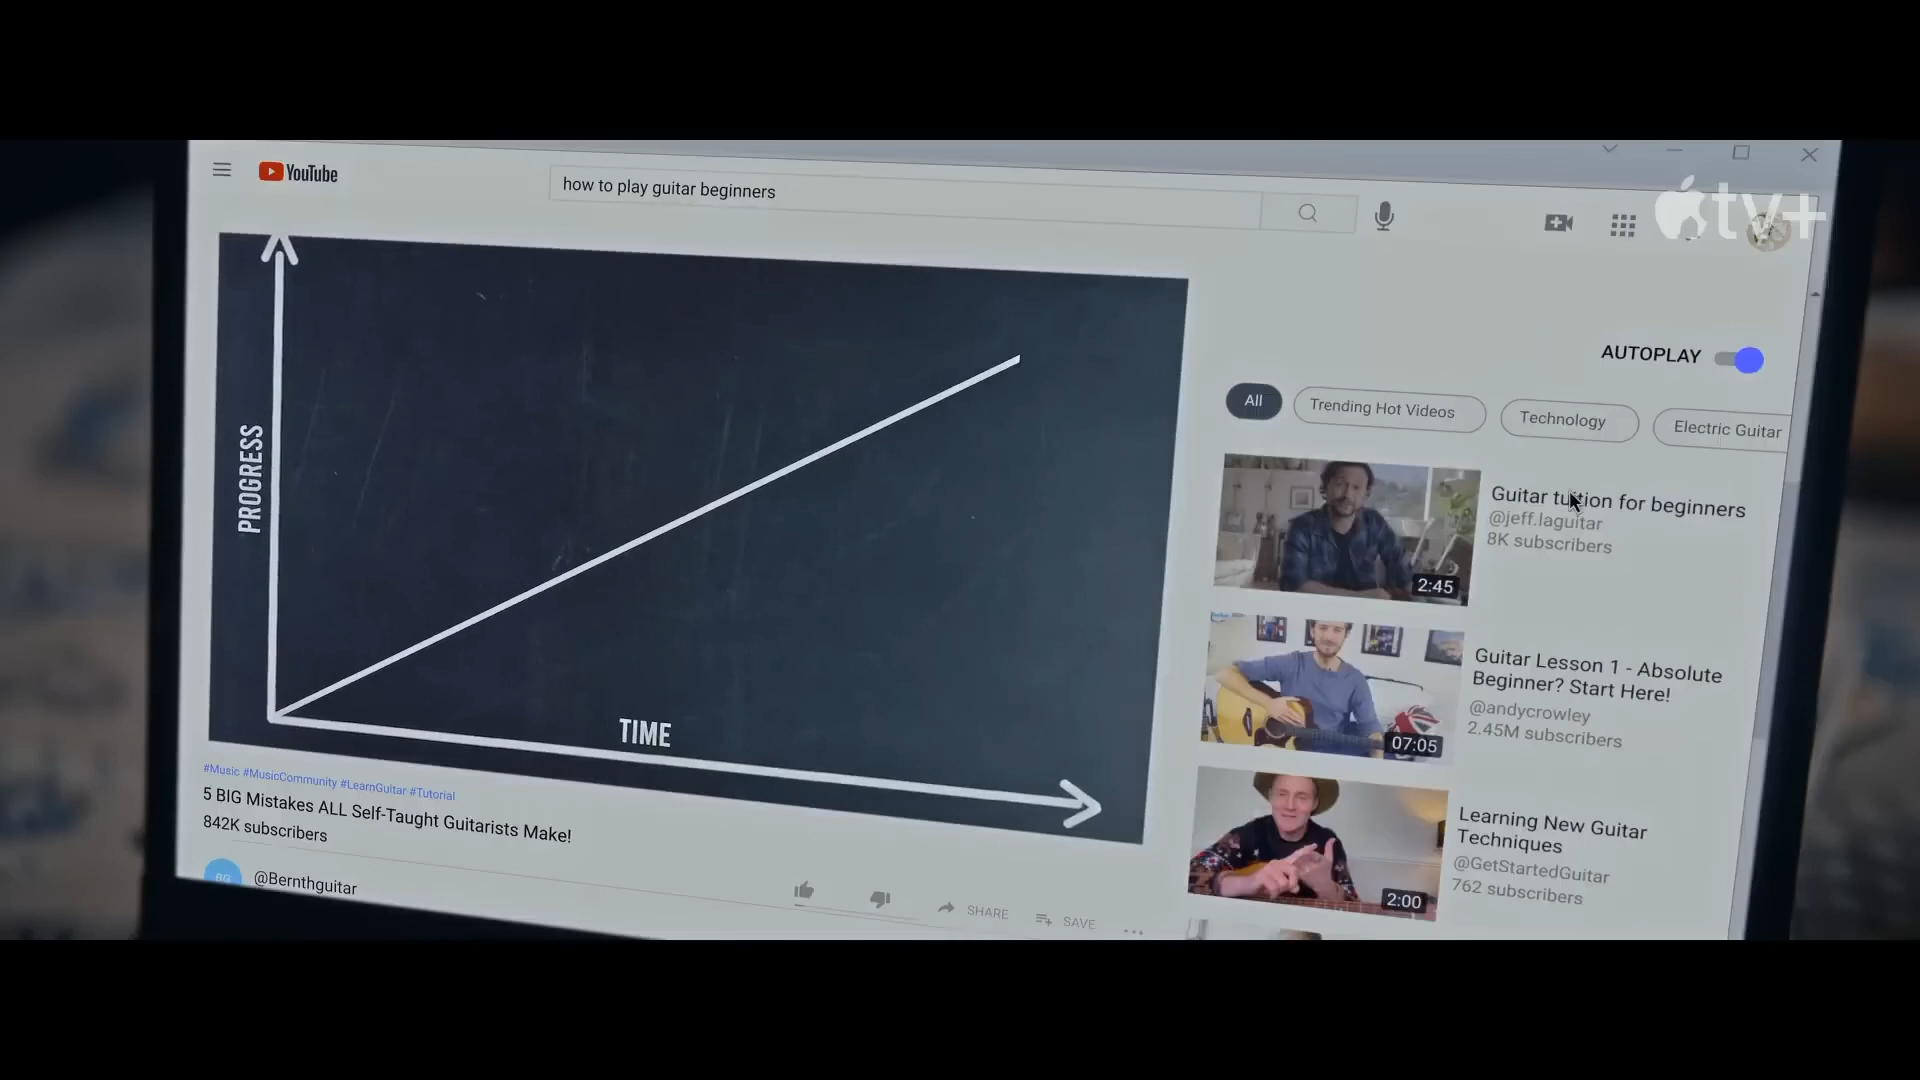 YouTube
how to play guitar beginners
tv+
AUTOPLAY
All
Trending Hot Videos
Technology
Electric Guitar
PROGRESS
TIME
#Music #MusicCommunity #LearnGuitar #Tutorial
5 BIG Mistakes ALL Self-Taught Guitarists Make!
842K subscribers
BG
@Bernthguitar
SHARE
SAVE
Guitar tuition for beginners
@jeff.laguitar
8K subscribers
2:45
Guitar Lesson 1 - Absolute
Beginner? Start Here!
@andycrowley
2.45M subscribers
07:05
Learning New Guitar
Techniques
@GetStartedGuitar
762 subscribers
2:00